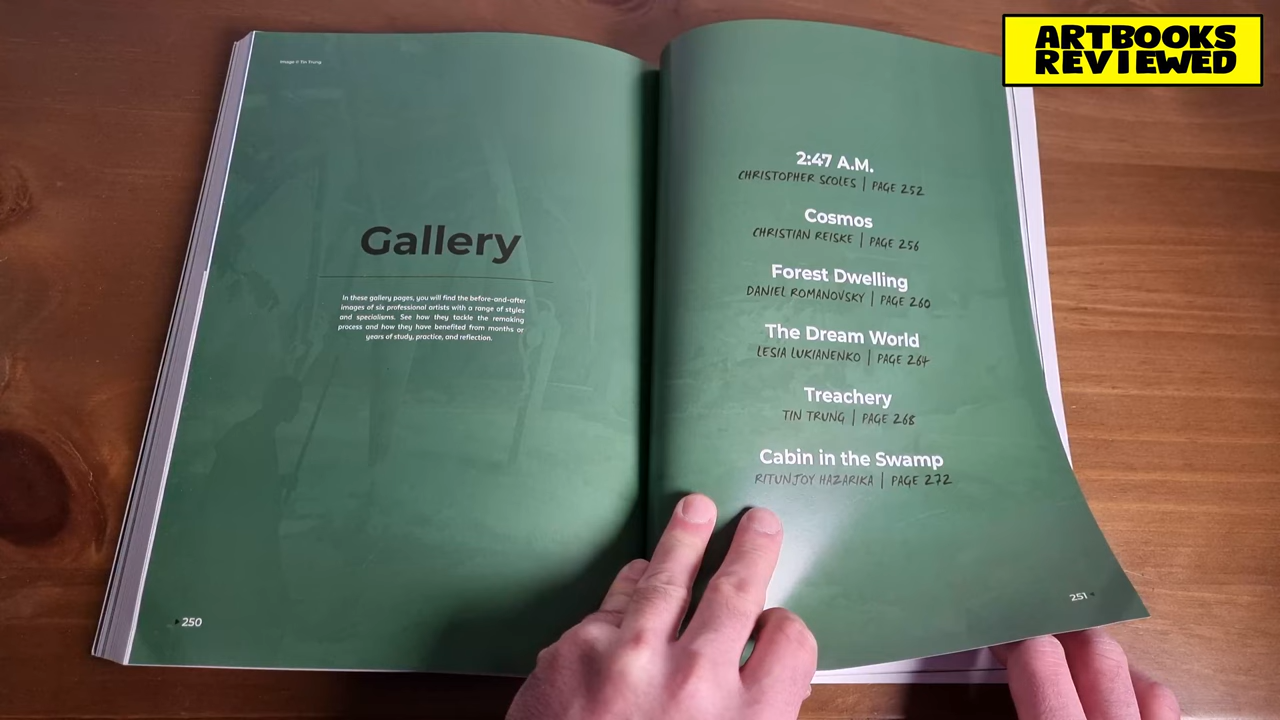 Image © Tin Trung
Gallery
In these gallery pages, you will find the before-and-after
images of six professional artists with a range of styles
and specialisms. See how they tackle the remaking
process and how they have benefited from months or
years of study, practice, and reflection.
250
2:47 A.M.
CHRISTOPHER SCOLES | PAGE 252
Cosmos
CHRISTIAN REISKE | PAGE 256
Forest Dwelling
DANIEL ROMANOVSKY | PAGE 260
The Dream World
LESIA LUKIANENKO | PAGE 264
Treachery
TIN TRUNG | PAGE 268
Cabin in the Swamp
RITUNJOY HAZARIKA | PAGE 272
251
ARTBOOKS
REVIEWED